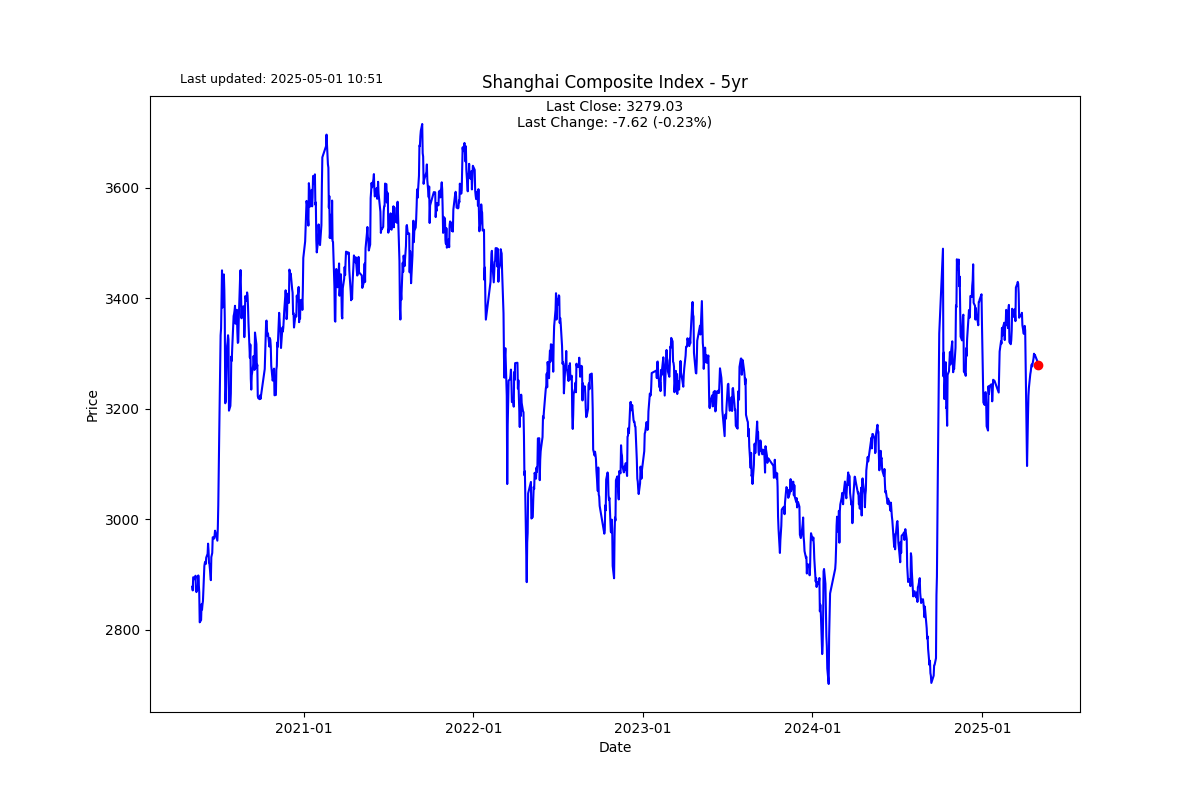 Last updated: 2025-05-01 10:51
Shanghai Composite Index - 5yr
Last Close: 3279.03
Last Change: -7.62 (-0.23%)
3600
3400
3200
3000
2800
Price
2021-01
2022-01
2023-01
2024-01
2025-01
Date